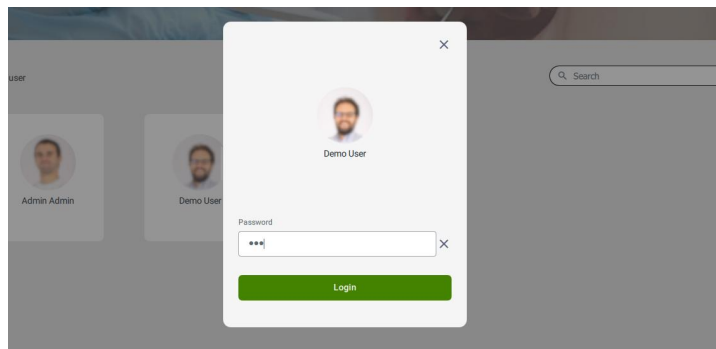 user
Search
Admin Admin
Demo User
Demo User
Password
•••
Login